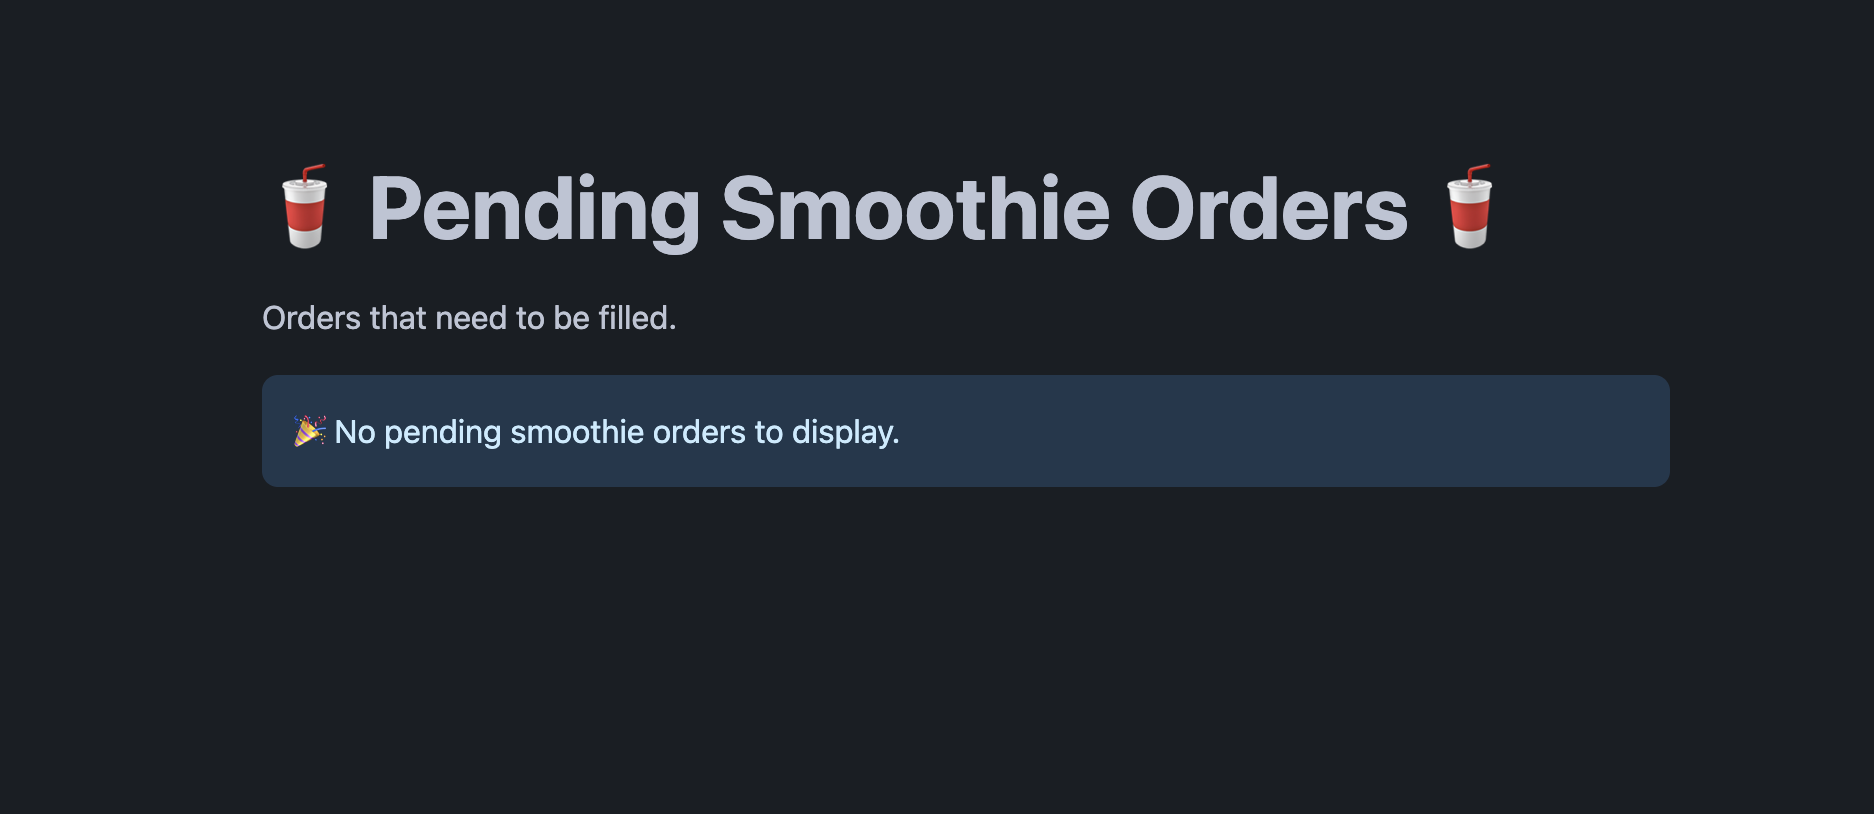 🥤 Pending Smoothie Orders 🥤
Orders that need to be filled.
🎉 No pending smoothie orders to display.